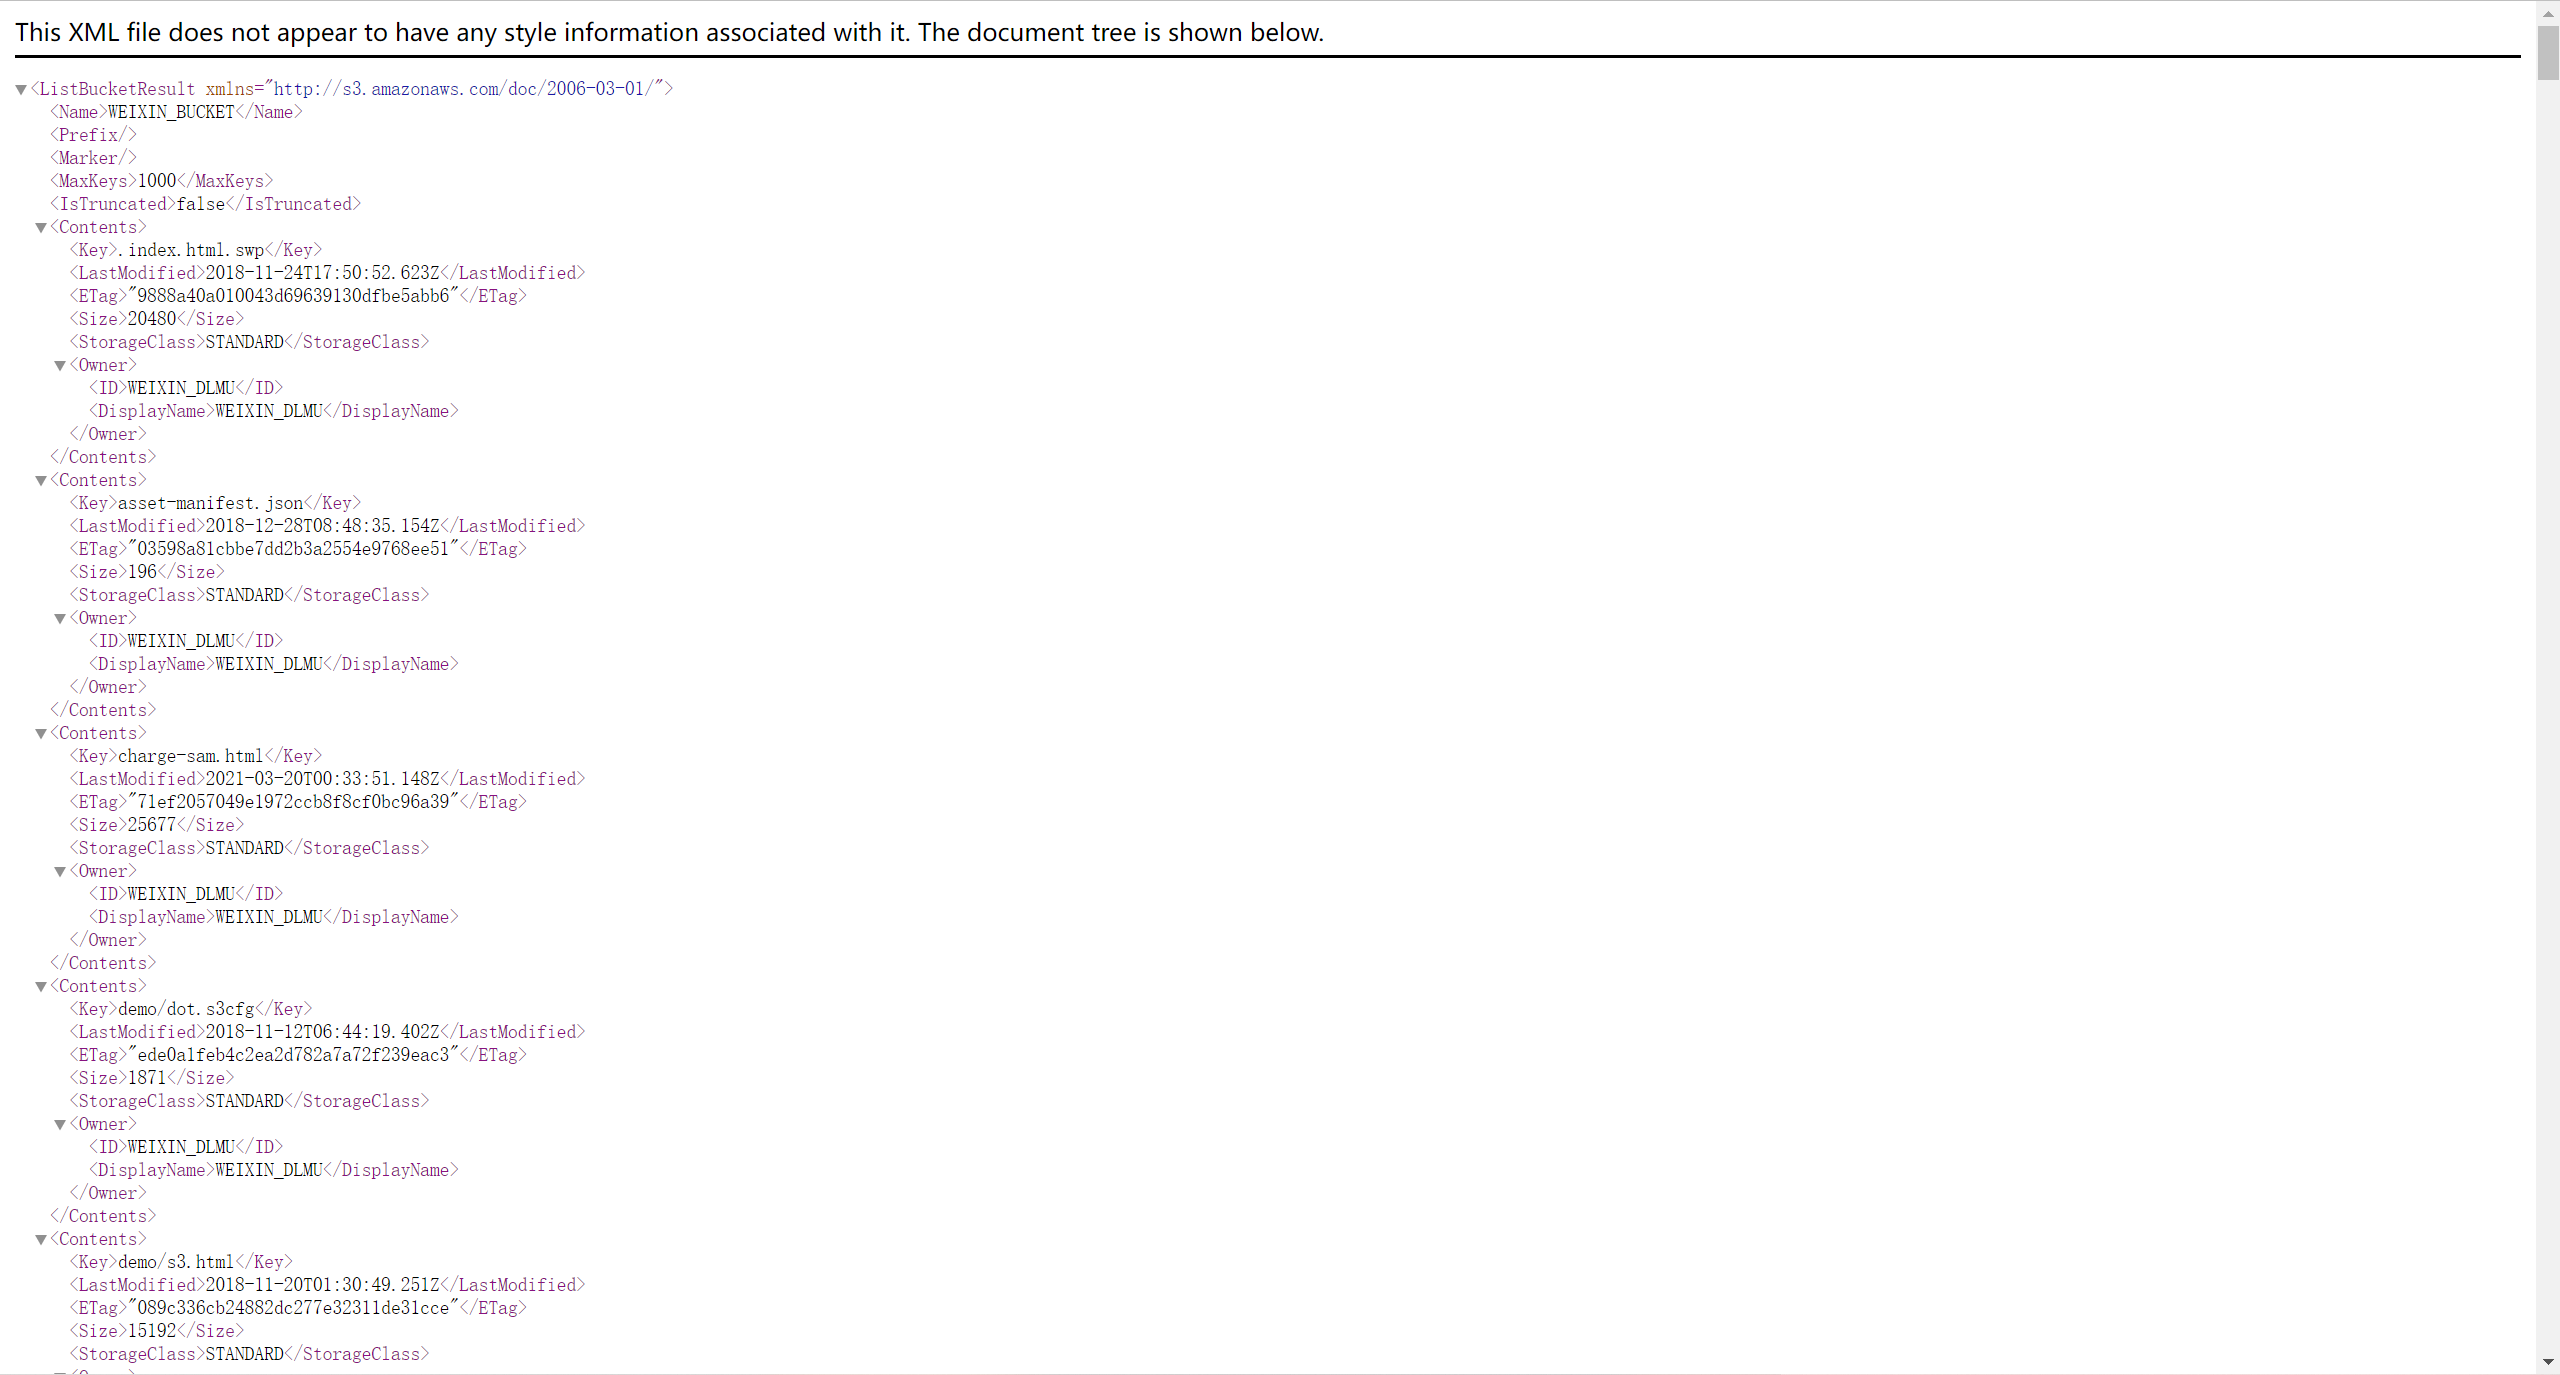 This XML file does not appear to have any style information associated with it. The document tree is shown below.
▼<ListBucketResult xmlns="http://s3.amazonaws.com/doc/2006-03-01/">
<Name>WEIXIN_BUCKET</Name>
<Prefix/>
<Marker/>
<MaxKeys>1000</MaxKeys>
<IsTruncated>false</IsTruncated>
▼<Contents>
<Key>.index.html.swp</Key>
<LastModified>2018-11-24T17:50:52.623Z</LastModified>
<ETag>"9888a40a010043d69639130dfbe5abb6"</ETag>
<Size>20480</Size>
<StorageClass>STANDARD</StorageClass>
▼<Owner>
<ID>WEIXIN_DLMU</ID>
<DisplayName>WEIXIN_DLMU</DisplayName>
</Owner>
</Contents>
▼<Contents>
<Key>asset-manifest.json</Key>
<LastModified>2018-12-28T08:48:35.154Z</LastModified>
<ETag>"03598a81cbbe7dd2b3a2554e9768ee51"</ETag>
<Size>196</Size>
<StorageClass>STANDARD</StorageClass>
▼<Owner>
<ID>WEIXIN_DLMU</ID>
<DisplayName>WEIXIN_DLMU</DisplayName>
</Owner>
</Contents>
▼<Contents>
<Key>charge-sam.html</Key>
<LastModified>2021-03-20T00:33:51.148Z</LastModified>
<ETag>"71ef2057049e1972ccb8f8cf0bc96a39"</ETag>
<Size>25677</Size>
<StorageClass>STANDARD</StorageClass>
▼<Owner>
<ID>WEIXIN_DLMU</ID>
<DisplayName>WEIXIN_DLMU</DisplayName>
</Owner>
</Contents>
▼<Contents>
<Key>demo/dot.s3cfg</Key>
<LastModified>2018-11-12T06:44:19.402Z</LastModified>
<ETag>"ede0a1feb4c2ea2d782a7a72f239eac3"</ETag>
<Size>1871</Size>
<StorageClass>STANDARD</StorageClass>
▼<Owner>
<ID>WEIXIN_DLMU</ID>
<DisplayName>WEIXIN_DLMU</DisplayName>
</Owner>
</Contents>
▼<Contents>
<Key>demo/s3.html</Key>
<LastModified>2018-11-20T01:30:49.251Z</LastModified>
<ETag>"089c336cb24882dc277e32311de31cce"</ETag>
<Size>15192</Size>
<StorageClass>STANDARD</StorageClass>